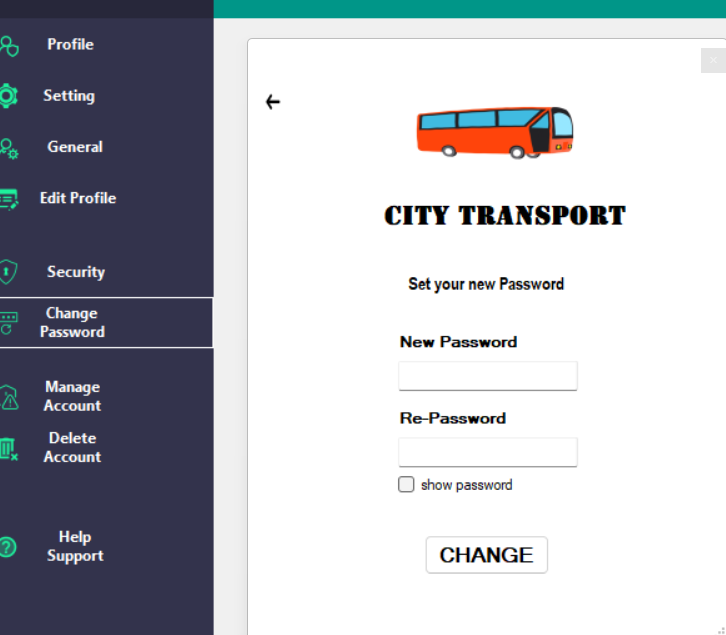 Profile
Setting
General
Edit Profile
Security
Change
Password
Manage
Account
Delete
Account
Help
Support
CITY TRANSPORT
Set your new Password
New Password
Re-Password
show password
CHANGE